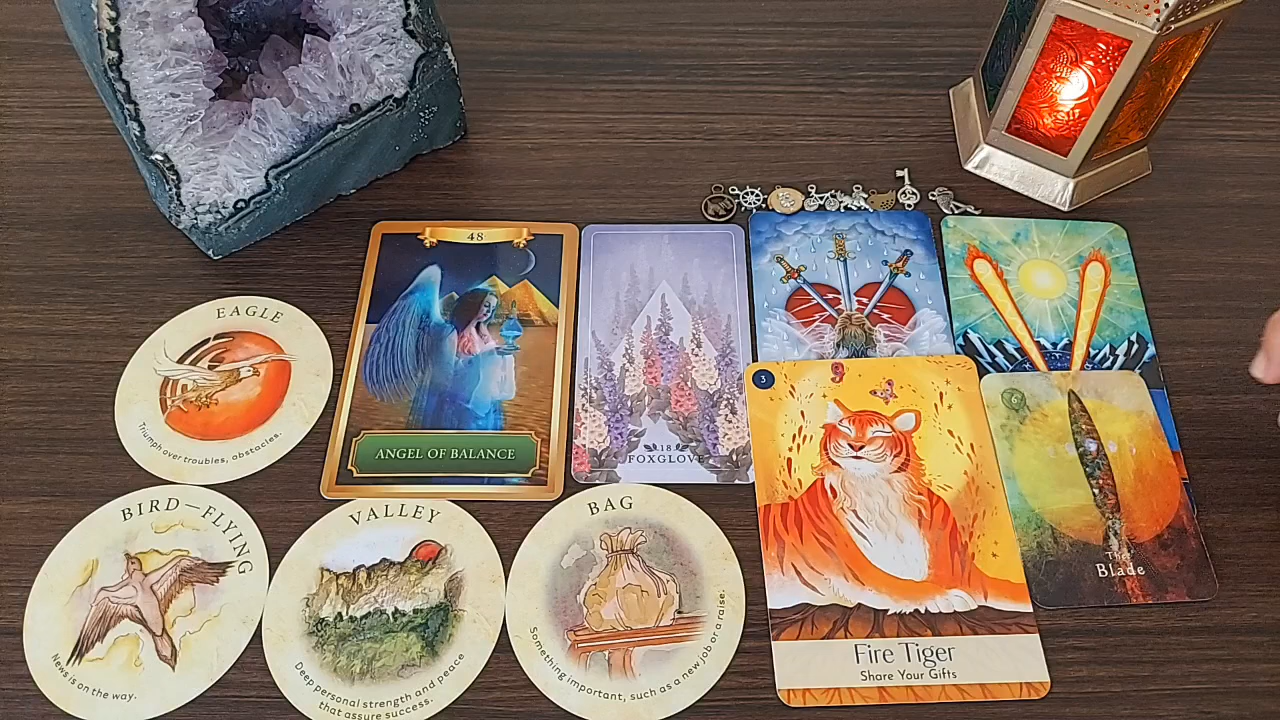 48
ANGEL OF BALANCE
18
FOXGLOVE
EAGLE
Triumph over troubles, obstacles.
BIRD-FLYING
News is on the way.
VALLEY
Deep personal strength and peace
that assure success.
BAG
Something important, such as a new job or a raise.
3
Fire Tiger
Share Your Gifts
6
The
Blade